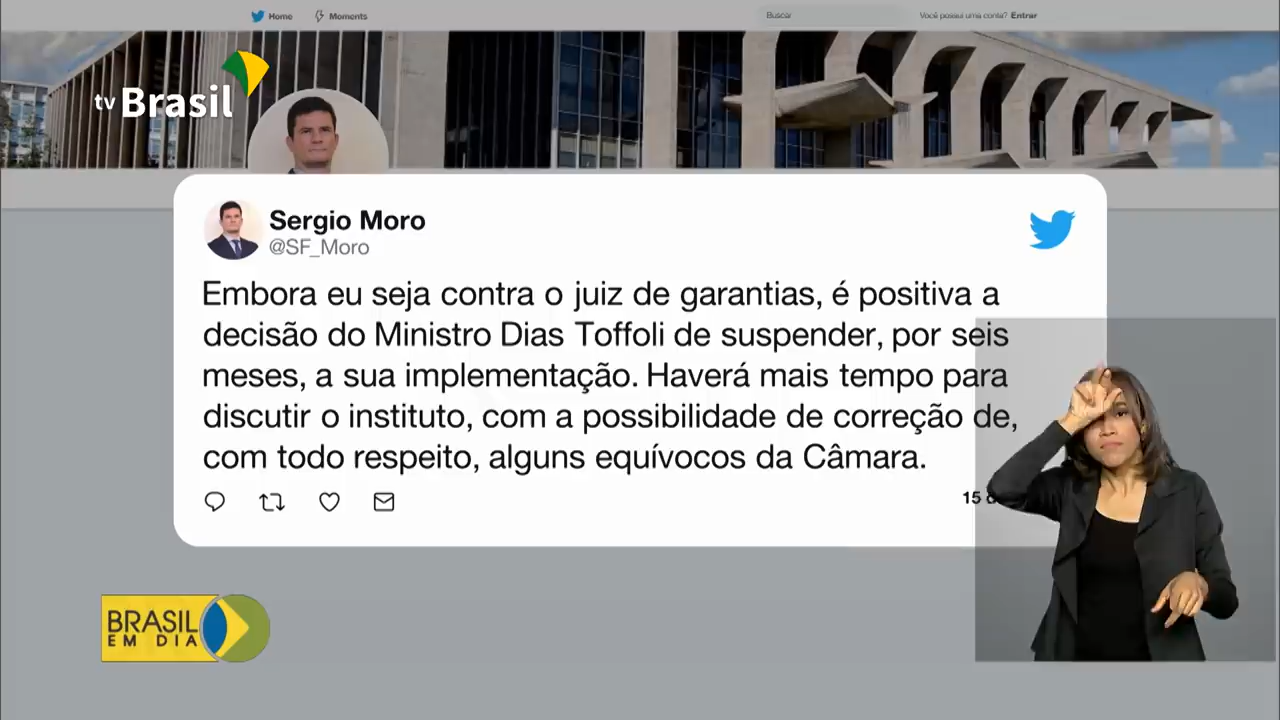 Home
Moments
Buscar
Você possui uma conta? Entrar
tv Brasil
Sergio Moro
@SF_Moro
Embora eu seja contra o juiz de garantias, é positiva a
decisão do Ministro Dias Toffoli de suspender, por seis
meses, a sua implementação. Haverá mais tempo para
discutir o instituto, com a possibilidade de correção de,
com todo respeito, alguns equívocos da Câmara.
15
BRASIL
EM DIA